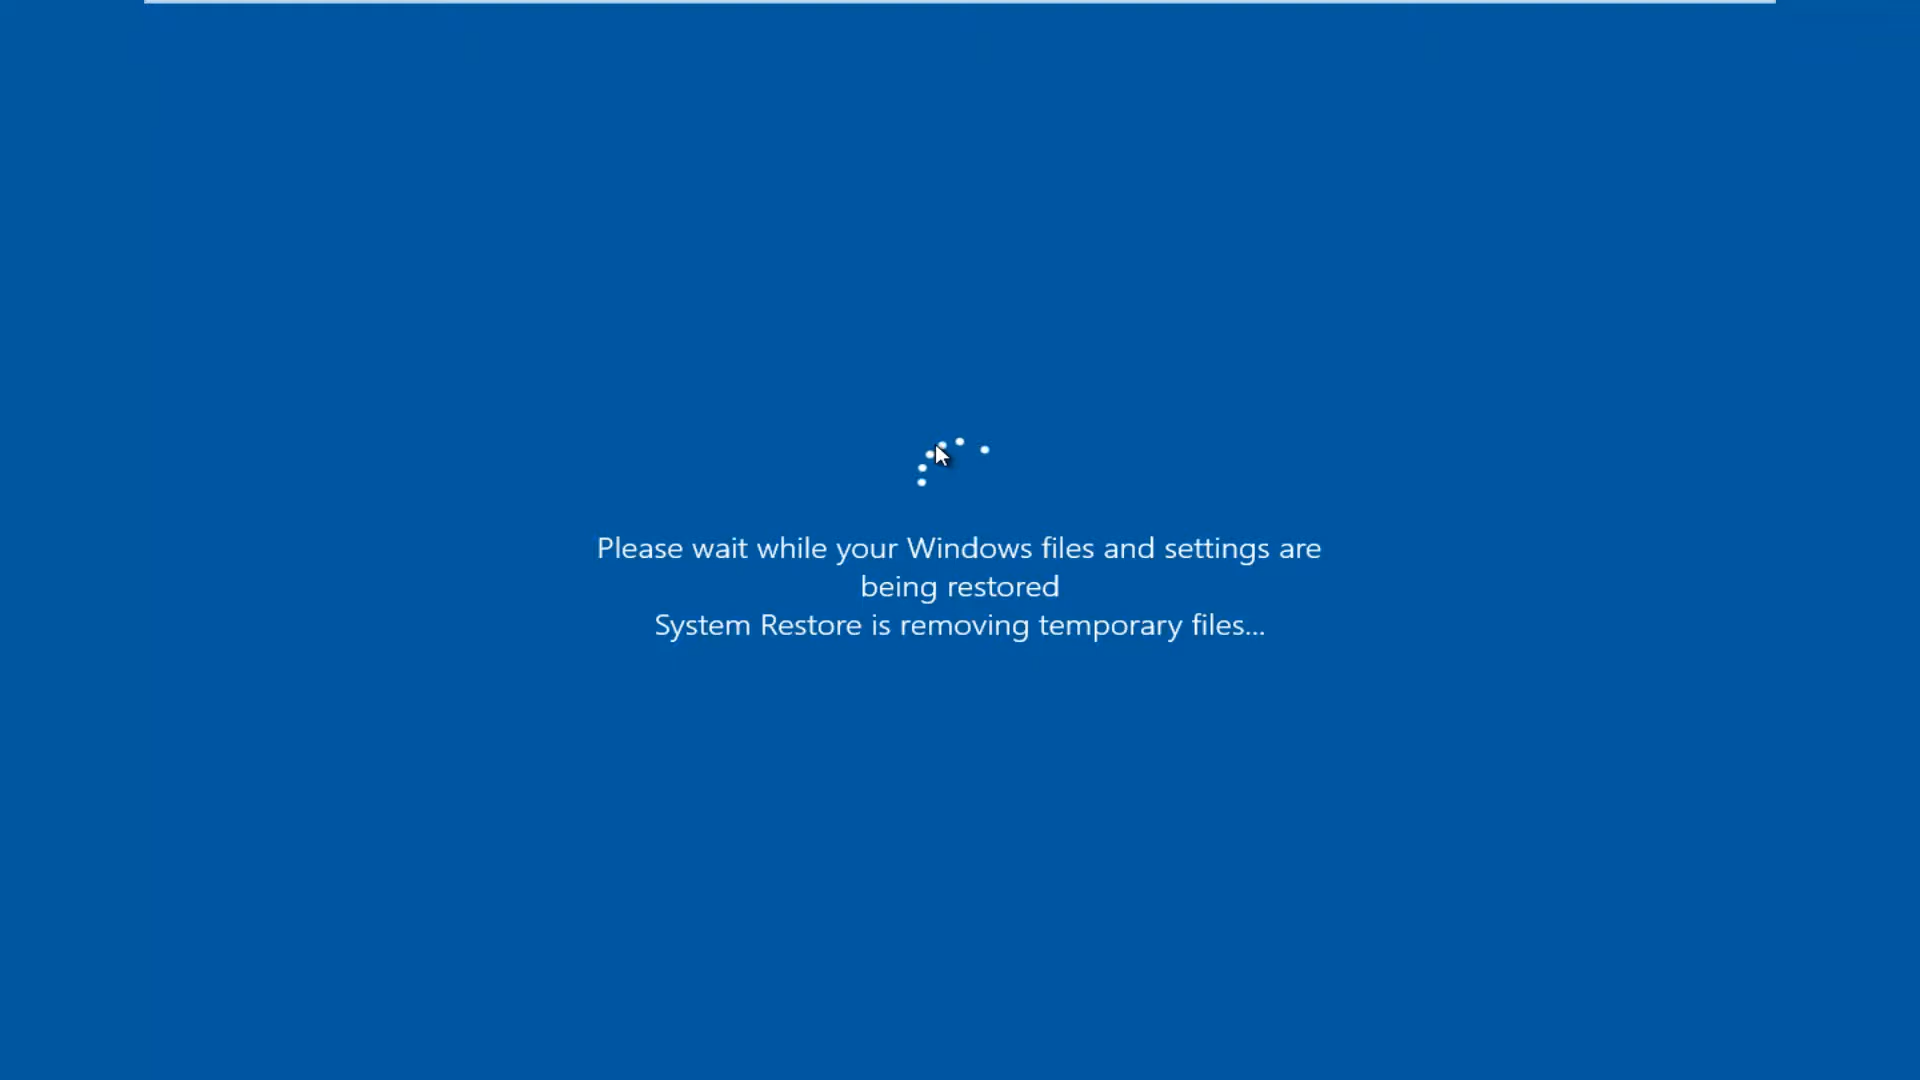 Please wait while your Windows files and settings are
being restored
System Restore is removing temporary files...